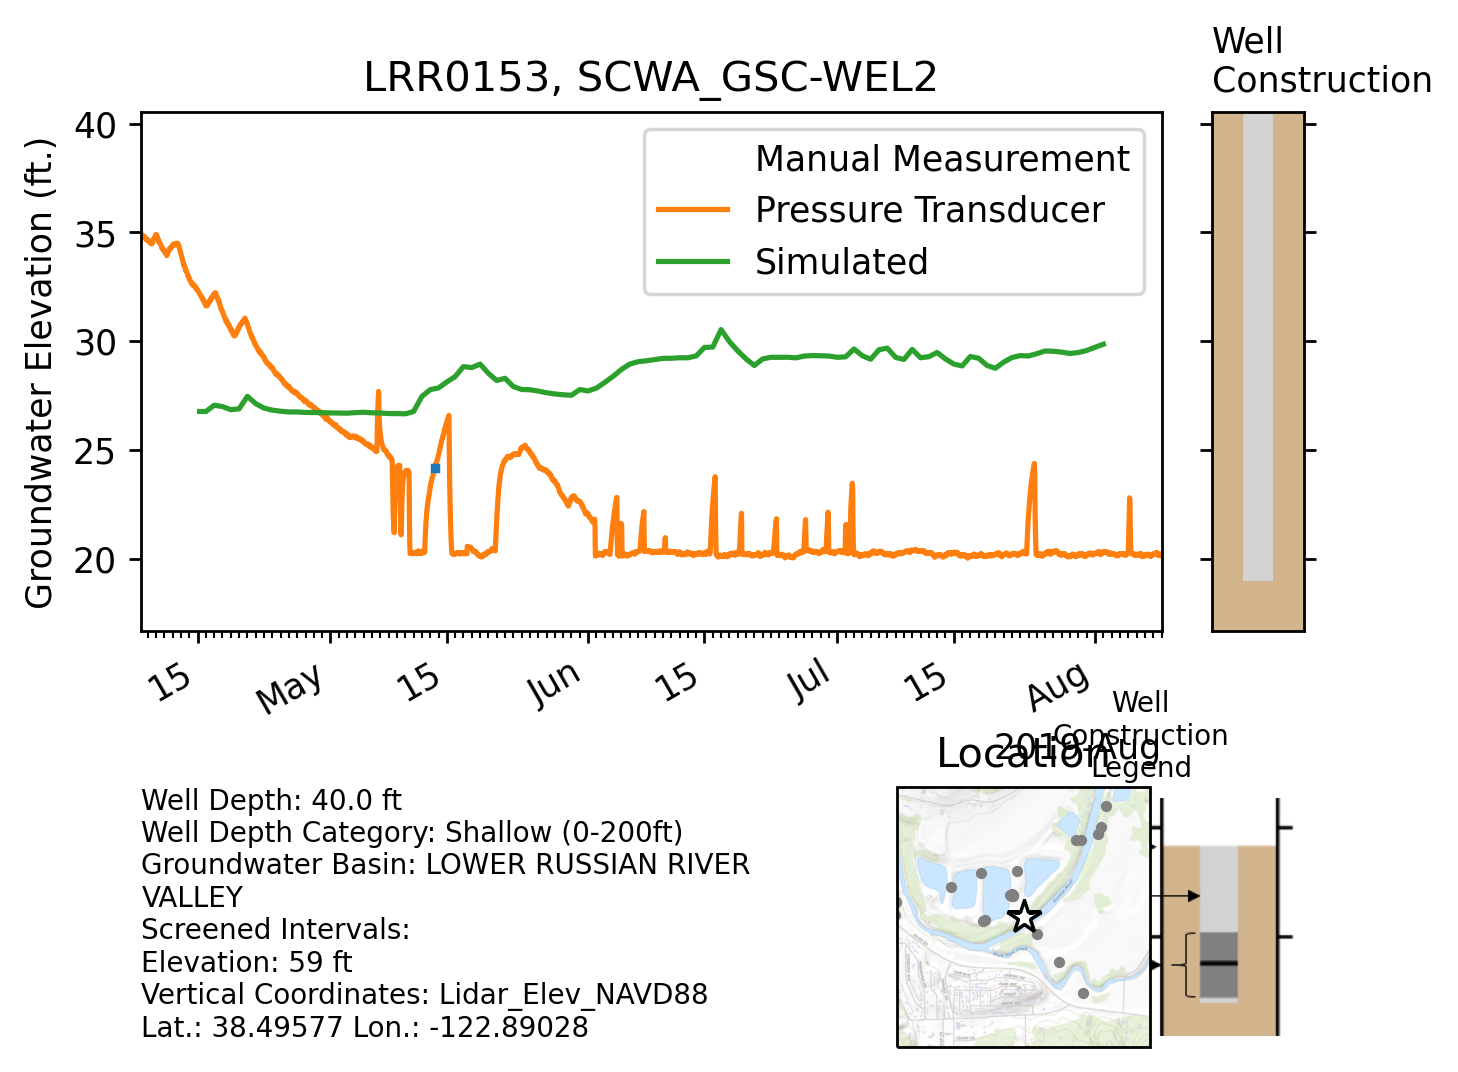 Well
Construction
LRR0153, SCWA_GSC-WEL2
Groundwater Elevation (ft.)
40
35
30
25
20
Manual Measurement
Pressure Transducer
Simulated
15
May
15
Jun
15
Jul
15
Aug
2019-Aug
Location
Well
Construction
Legend
Well Depth: 40.0 ft
Well Depth Category: Shallow (0-200ft)
Groundwater Basin: LOWER RUSSIAN RIVER
VALLEY
Screened Intervals:
Elevation: 59 ft
Vertical Coordinates: Lidar_Elev_NAVD88
Lat.: 38.49577 Lon.: -122.89028